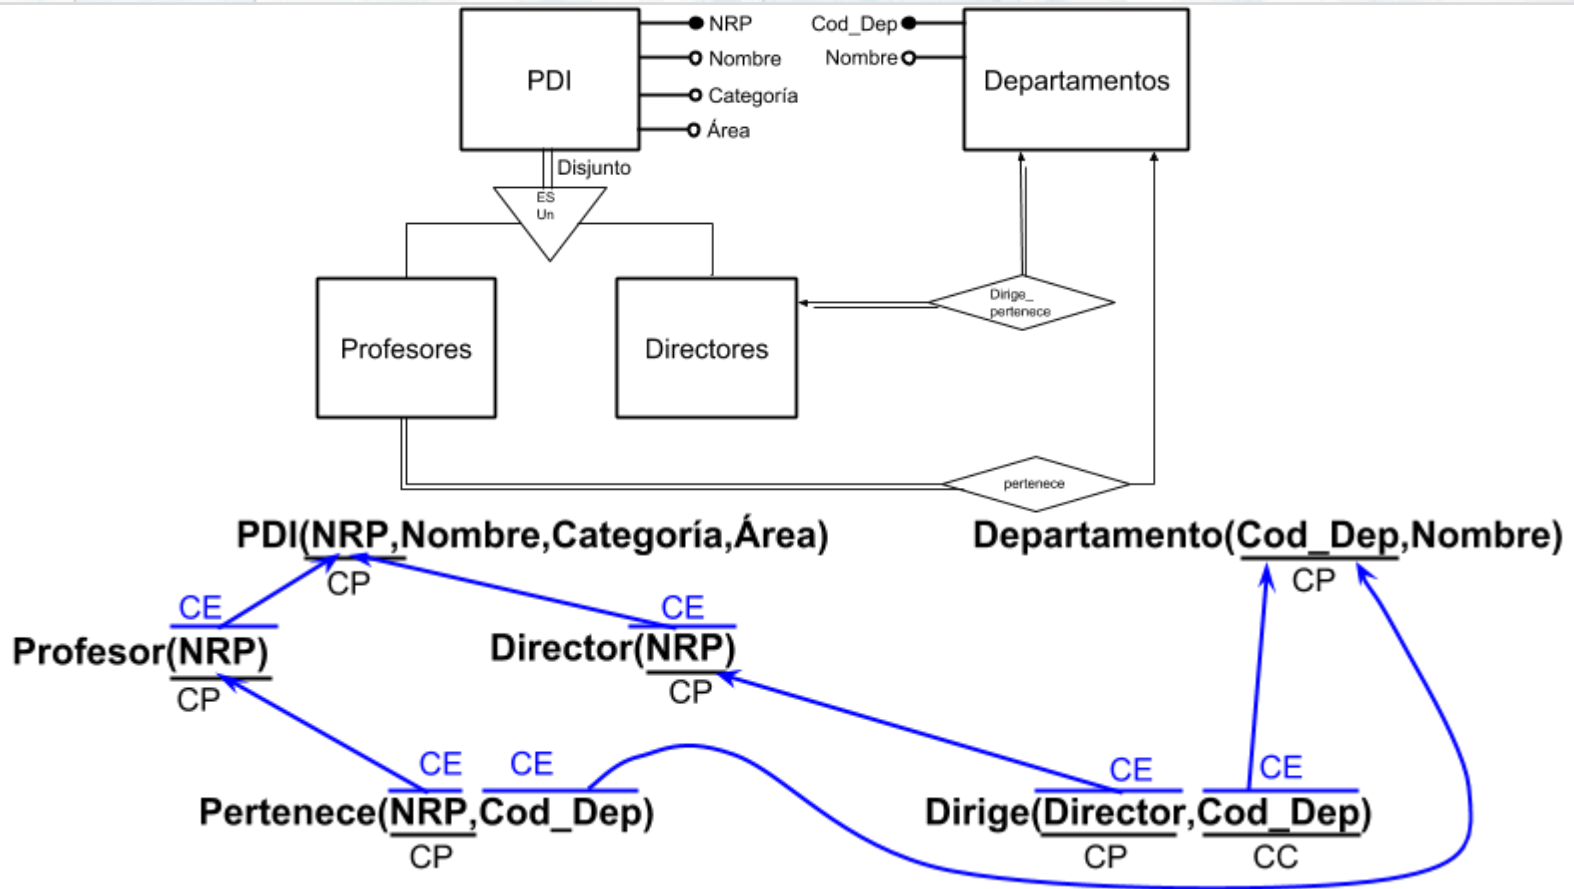 PDI
NRP
Nombre
Categoría
Área
Cod_Dep
Nombre
Departamentos
Disjunto
ES
Un
Profesores
Directores
Dirige_
pertenece
pertenece
PDI(NRP,Nombre,Categoría,Área)
CP
Departamento(Cod_Dep,Nombre)
CP
CE
Profesor(NRP)
CP
CE
Director(NRP)
CP
CE CE
Pertenece(NRP,Cod_Dep)
CP
CE CE
Dirige(Director,Cod_Dep)
CP CC